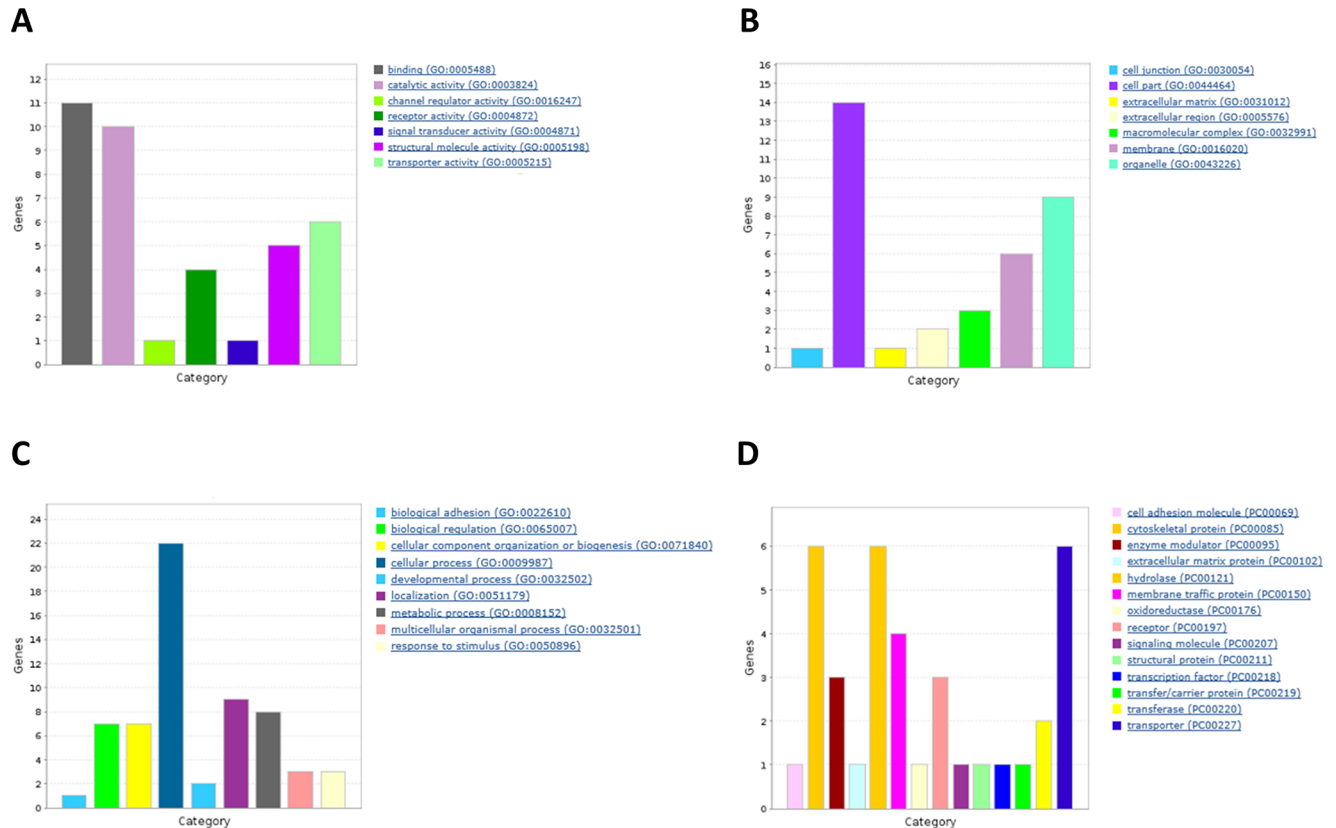 A
12
11
10
9
8
7
6
5
4
3
2
1
0
Genes
Category
binding (GO:0005488)
catalytic activity (GO:0003824)
channel regulator activity (GO:0016247)
receptor activity (GO:0004872)
signal transducer activity (GO:0004871)
structural molecule activity (GO:0005198)
transporter activity (GO:0005215)
B
16
15
14
13
12
11
10
9
8
7
6
5
4
3
2
1
0
Genes
Category
cell junction (GO:0030054)
cell part (GO:0044464)
extracellular matrix (GO:0031012)
extracellular region (GO:0005576)
macromolecular complex (GO:0032991)
membrane (GO:0016020)
organelle (GO:0043226)
C
24
22
20
18
16
14
12
10
8
6
4
2
0
Genes
Category
biological adhesion (GO:0022610)
biological regulation (GO:0065007)
cellular component organization or biogenesis (GO:0071840)
cellular process (GO:0009987)
developmental process (GO:0032502)
localization (GO:0051179)
metabolic process (GO:0008152)
multicellular organismal process (GO:0032501)
response to stimulus (GO:0050896)
D
6
5
4
3
2
1
0
Genes
Category
cell adhesion molecule (PC00069)
cytoskeletal protein (PC00085)
enzyme modulator (PC00095)
extracellular matrix protein (PC00102)
hydrolase (PC00121)
membrane traffic protein (PC00150)
oxidoreductase (PC00176)
receptor (PC00197)
signaling molecule (PC00207)
structural protein (PC00211)
transcription factor (PC00218)
transfer/carrier protein (PC00219)
transferase (PC00220)
transporter (PC00227)